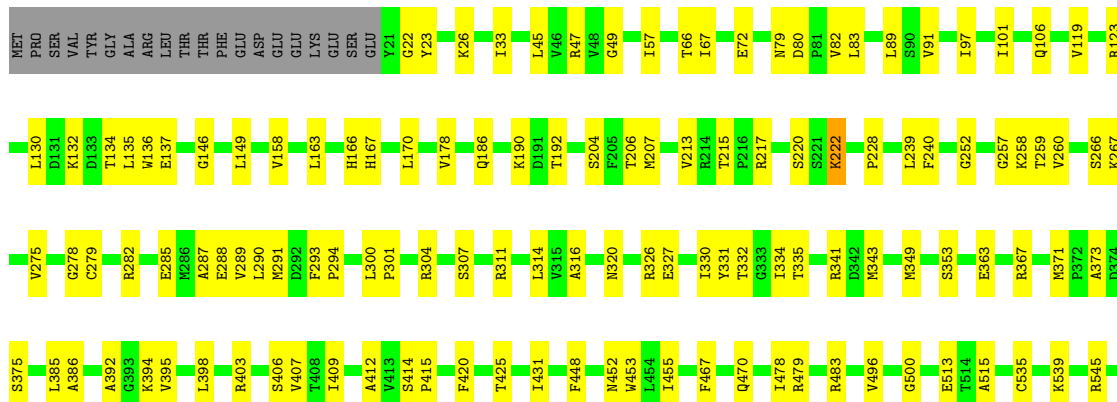 MET PRO SER VAL TYR GLY ALA ARG LEU THR THR PHE GLU ASP GLU GLU LYS GLU SER GLU Y21 G22 Y23 K26 I33 L45 V46 R47 V48 G49 I57 T66 I67 E72 N79 D80 P81 V82 L83 L89 S90 V91 I97 I101 Q106 V119 R123
L130 D131 K132 D133 T134 L135 W136 E137 G146 L149 V158 L163 H166 H167 L170 V178 Q186 K190 D191 T192 S204 F205 T206 M207 V213 R214 T215 P216 R217 S220 S221 K222 P228 L239 F240 G252 G257 K258 T259 V260 S266 K267
V275 G278 C279 R282 E285 M286 A287 E288 V289 L290 M291 D292 F293 P294 L300 P301 R304 S307 R311 L314 V315 A316 N320 R326 E327 I330 Y331 T332 G333 I334 T335 R341 D342 M343 M349 S353 E363 R367 M371 P372 A373 D374
S375 L385 A386 A392 G393 K394 V395 L398 R403 S406 V407 T408 I409 A412 V413 S414 P415 F420 T425 I431 F448 N452 W453 L454 I455 F467 Q470 I478 R479 R483 V496 G500 E513 T514 A515 C535 K539 R545